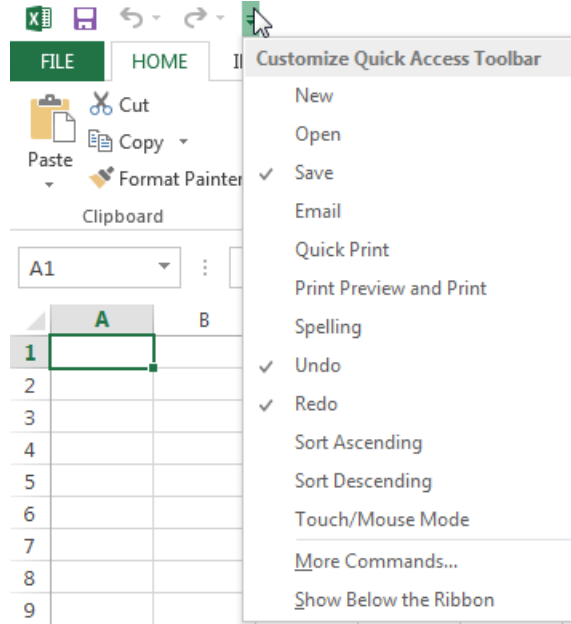 FILE
HOME
Customize Quick Access Toolbar
New
Open
Save
Email
Quick Print
Print Preview and Print
Spelling
Undo
Redo
Sort Ascending
Sort Descending
Touch/Mouse Mode
More Commands...
Show Below the Ribbon
Cut
Copy
Paste
Format Painter
Clipboard
A1
A B
1
2
3
4
5
6
7
8
9